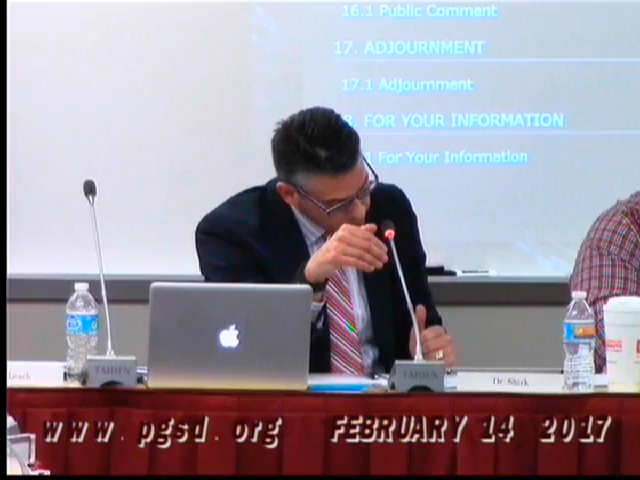 16.1 Public Comment
17. ADJOURNMENT
17.1 Adjournment
FOR YOUR INFORMATION
For Your Information
TAIDEN
TAIDEN
Dr. Shirk
www.pgsd.org FEBRUARY 14 2017